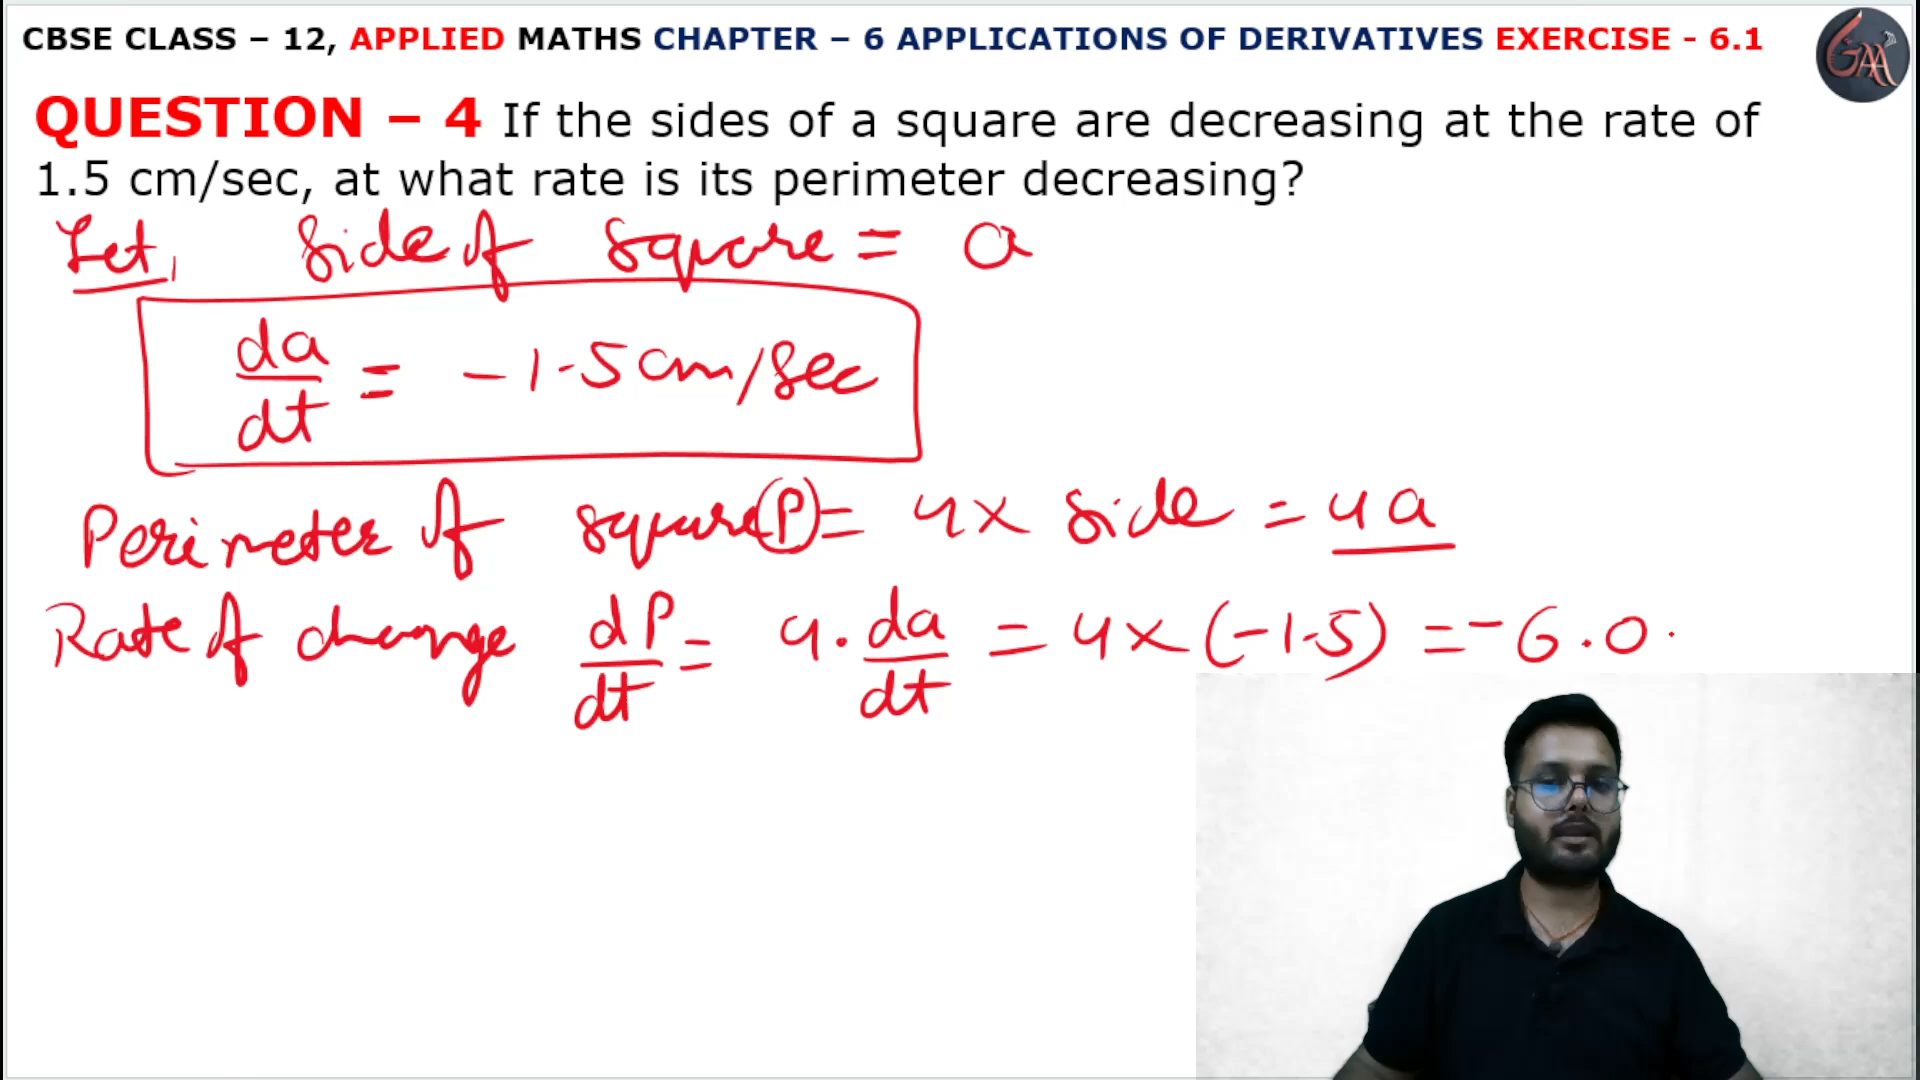 CBSE CLASS – 12, APPLIED MATHS CHAPTER – 6 APPLICATIONS OF DERIVATIVES EXERCISE - 6.1
GAA
QUESTION – 4 If the sides of a square are decreasing at the rate of
1.5 cm/sec, at what rate is its perimeter decreasing?
Let, Side of square = a
da/dt = -1.5 cm/sec
Perimeter of square (P) = 4 x side = 4a
Rate of change dP/dt = 4 . da/dt = 4 x (-1.5) = -6.0.